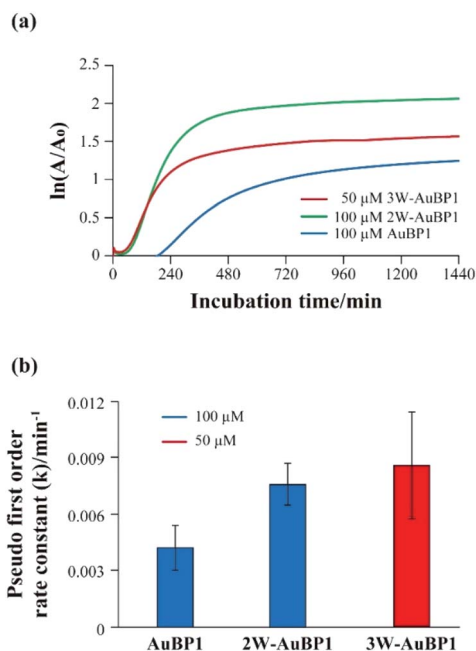 (a)
ln(A/A₀)
2.5
2
1.5
1
0.5
0
50 µM 3W-AuBP1
100 µM 2W-AuBP1
100 µM AuBP1
0 240 480 720 960 1200 1440
Incubation time/min
(b)
Pseudo first order
rate constant (k)/min⁻¹
0.012
0.009
0.006
0.003
0
100 µM
50 µM
AuBP1 2W-AuBP1 3W-AuBP1